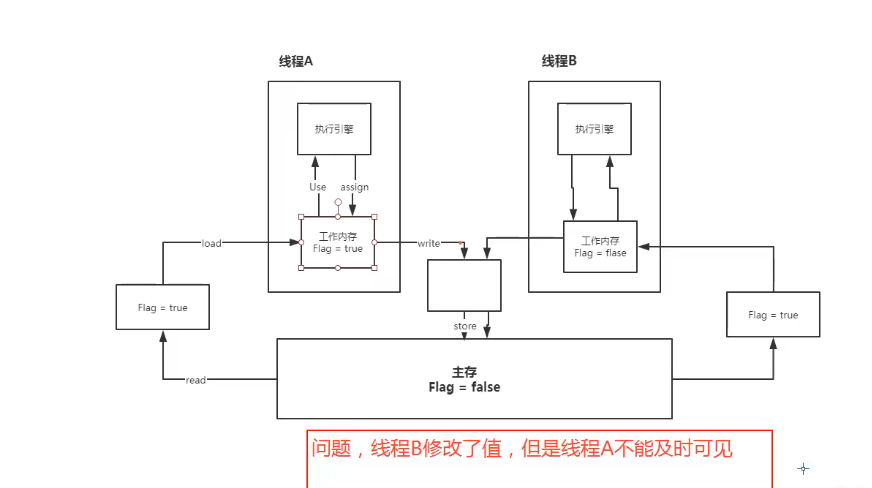 线程A
线程B
执行引擎
执行引擎
Use
assign
工作内存
Flag = true
工作内存
Flag = flase
load
write
Flag = true
Flag = true
store
read
主存
Flag = false
问题，线程B修改了值，但是线程A不能及时可见